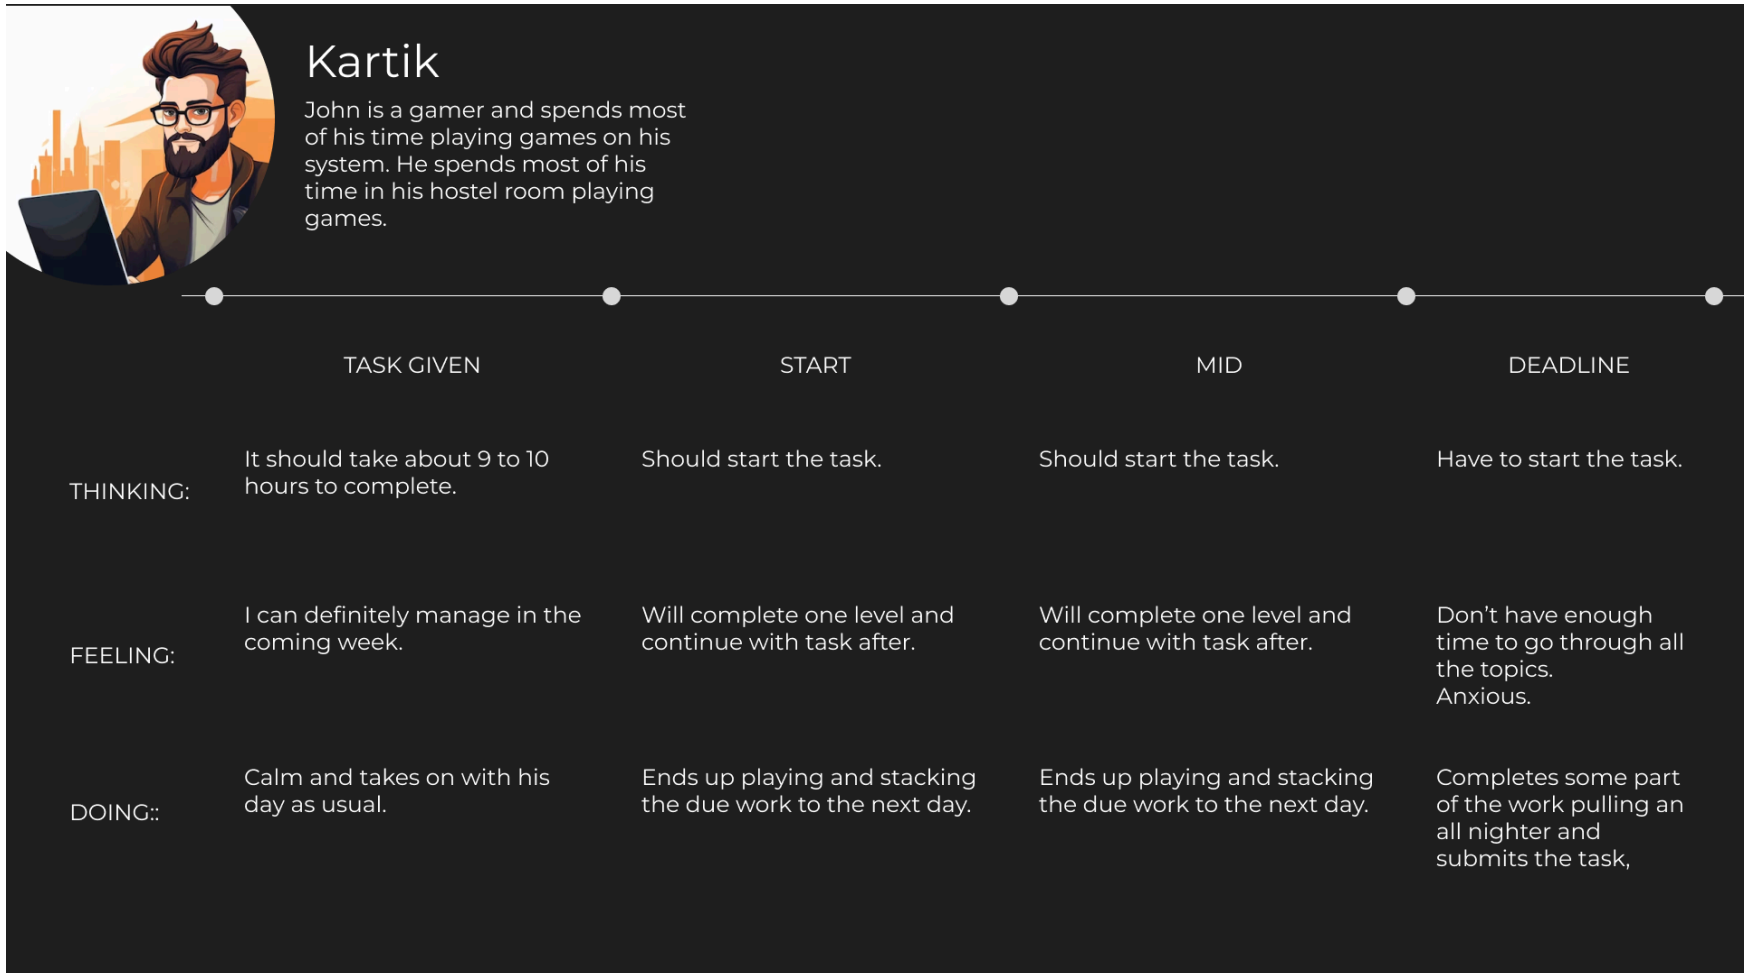 Kartik
John is a gamer and spends most
of his time playing games on his
system. He spends most of his
time in his hostel room playing
games.
TASK GIVEN
START
MID
DEADLINE
THINKING:
It should take about 9 to 10
hours to complete.
Should start the task.
Should start the task.
Have to start the task.
FEELING:
I can definitely manage in the
coming week.
Will complete one level and
continue with task after.
Will complete one level and
continue with task after.
Don’t have enough
time to go through all
the topics.
Anxious.
DOING::
Calm and takes on with his
day as usual.
Ends up playing and stacking
the due work to the next day.
Ends up playing and stacking
the due work to the next day.
Completes some part
of the work pulling an
all nighter and
submits the task,